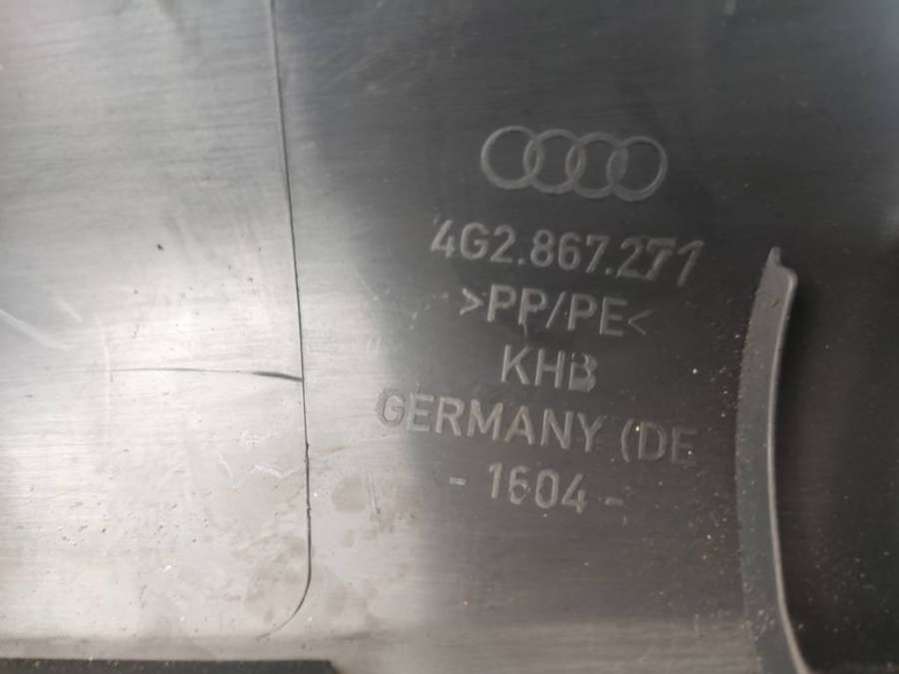 4G2.867.271
>PP/PE<
KHB
GERMANY (DE
- 1604 -